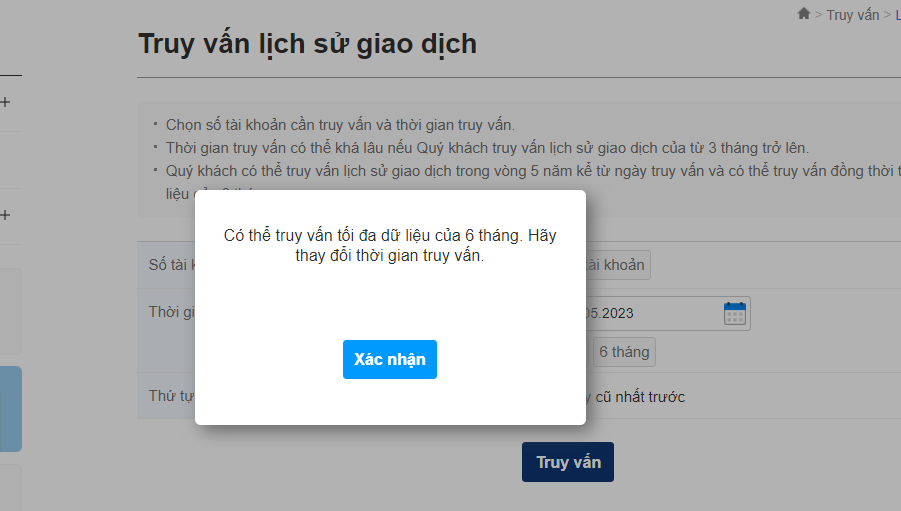 > Truy vấn > L
Truy vấn lịch sử giao dịch
Chọn số tài khoản cần truy vấn và thời gian truy vấn.
Thời gian truy vấn có thể khá lâu nếu Quý khách truy vấn lịch sử giao dịch của từ 3 tháng trở lên.
Quý khách có thể truy vấn lịch sử giao dịch trong vòng 5 năm kể từ ngày truy vấn và có thể truy vấn đồng thời
liệu
Có thể truy vấn tối đa dữ liệu của 6 tháng. Hãy
thay đổi thời gian truy vấn.
Xác nhận
Số tài
tài khoản
Thời
05.2023
6 tháng
Thứ tự
cũ nhất trước
Truy vấn